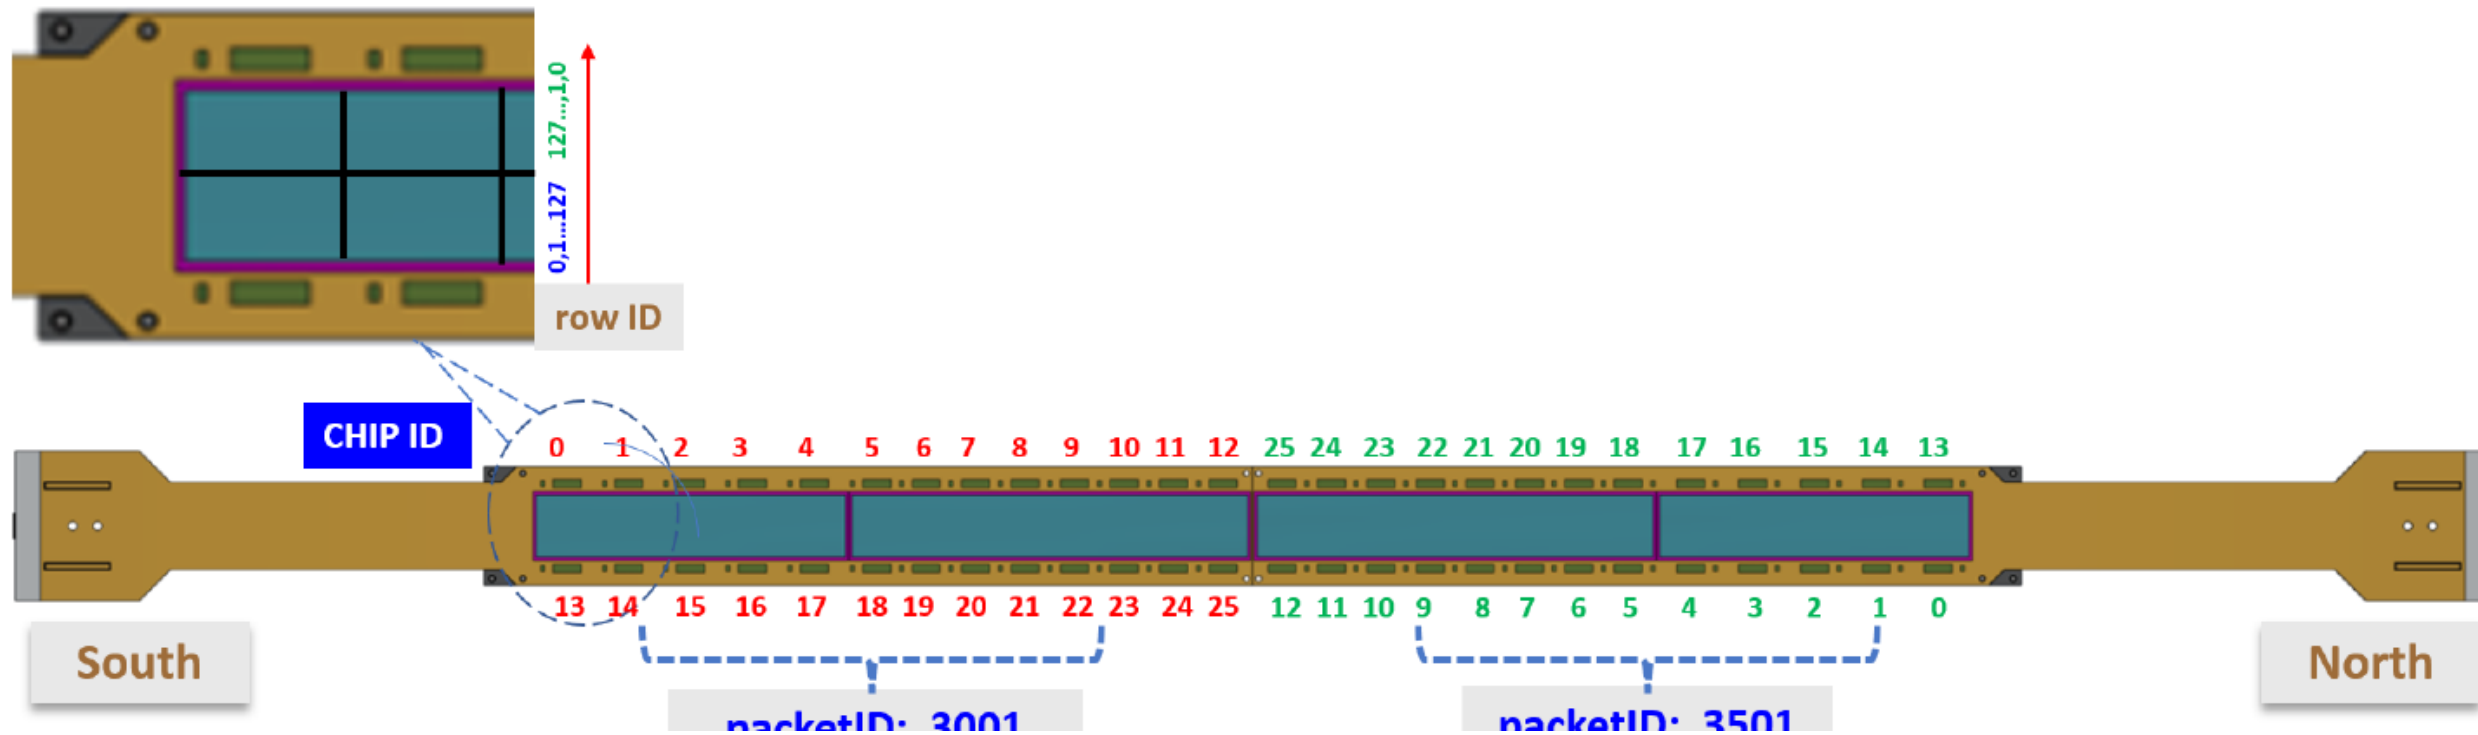 127...,1,0
0,1...127
row ID
CHIP ID
0 1 2 3 4 5 6 7 8 9 10 11 12 25 24 23 22 21 20 19 18 17 16 15 14 13
13 14 15 16 17 18 19 20 21 22 23 24 25 12 11 10 9 8 7 6 5 4 3 2 1 0
South
North
packetID: 3001
packetID: 3501